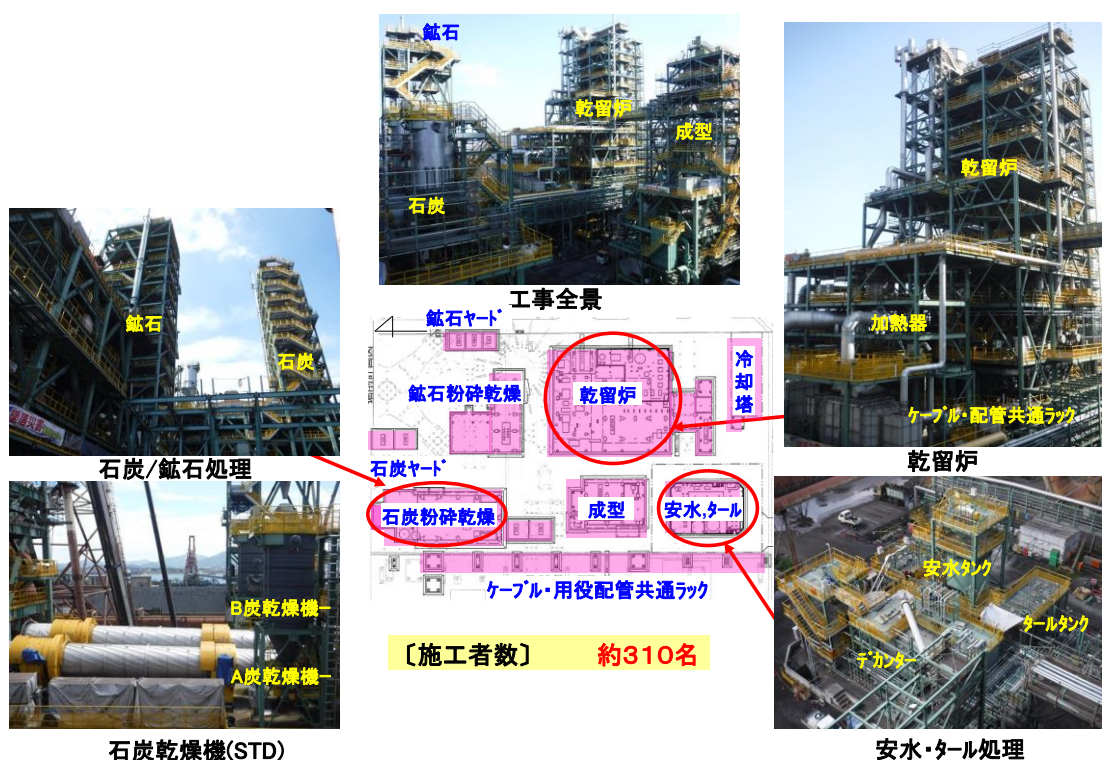 鉱石
乾留炉
成型
石炭
工事全景
乾留炉
加熱器
ケーブル・配管共通ラック
乾留炉
鉱石
石炭
石炭/鉱石処理
鉱石ヤード
冷却塔
鉱石粉砕乾燥
乾留炉
石炭ヤード
石炭粉砕乾燥
成型
安水,タール
ケーブル・用役配管共通ラック
B炭乾燥機ー
A炭乾燥機ー
石炭乾燥機(STD)
安水タンク
タールタンク
デカンター
安水・タール処理
〔施工者数〕 約310名